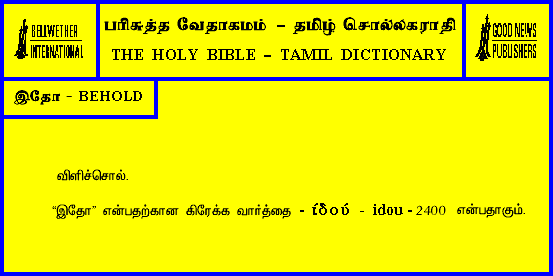 BELLWETHER
INTERNATIONAL
பரிசுத்த வேதாகமம் – தமிழ் சொல்லகராதி
THE HOLY BIBLE – TAMIL DICTIONARY
GOOD NEWS
PUBLISHERS
இதோ - BEHOLD
விளிச்சொல்.
“இதோ” என்பதற்கான கிரேக்க வார்த்தை - ἰδού - idou - 2400 என்பதாகும்.